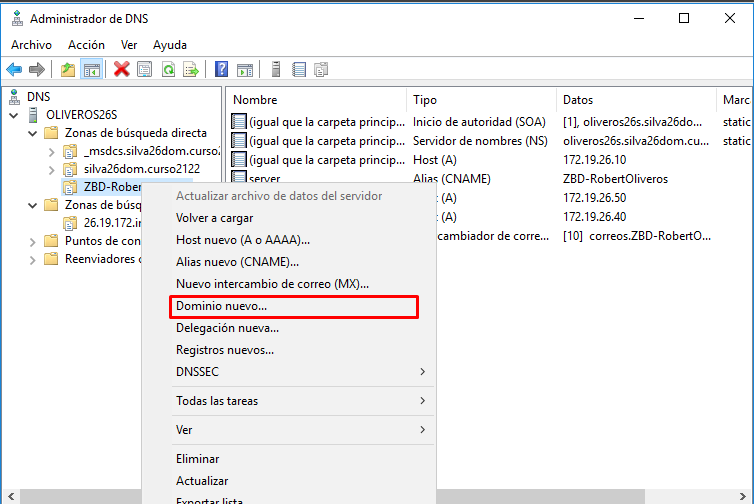 Administrador de DNS
Archivo Acción Ver Ayuda
DNS
OLIVEROS26S
Zonas de búsqueda directa
_msdcs.silva26dom.curso2
silva26dom.curso2122
ZBD-Rober
Zonas de búsq
26.19.172.in
Puntos de con
Reenviadores
Nombre Tipo Datos Marc
(igual que la carpeta princip... Inicio de autoridad (SOA) [1], oliveros26s.silva26do... static
(igual que la carpeta princip... Servidor de nombres (NS) oliveros26s.silva26dom.cu... static
(igual que la carpeta princip... Host (A) 172.19.26.10
server Alias (CNAME) ZBD-RobertOliveros
(A) 172.19.26.50
(A) 172.19.26.40
cambiador de corre... [10] correos.ZBD-RobertO...
Actualizar archivo de datos del servidor
Volver a cargar
Host nuevo (A o AAAA)...
Alias nuevo (CNAME)...
Nuevo intercambio de correo (MX)...
Dominio nuevo...
Delegación nueva...
Registros nuevos...
DNSSEC
Todas las tareas
Ver
Eliminar
Actualizar
Exportar lista